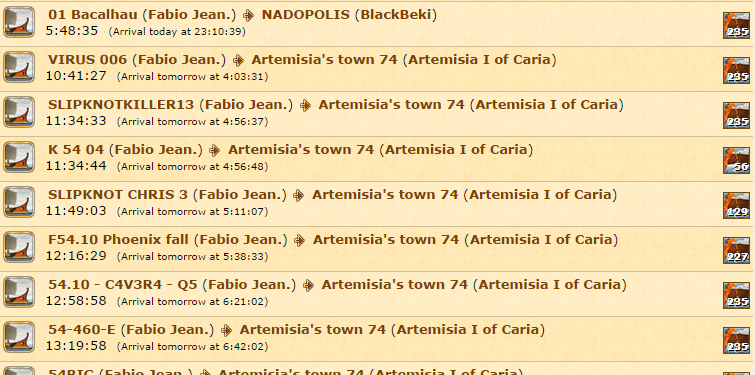 01 Bacalhau (Fabio Jean.) NADOPOLIS (BlackBeki)
5:48:35 (Arrival today at 23:10:39)
235
VIRUS 006 (Fabio Jean.) Artemisia's town 74 (Artemisia I of Caria)
10:41:27 (Arrival tomorrow at 4:03:31)
235
SLIPKNOTKILLER13 (Fabio Jean.) Artemisia's town 74 (Artemisia I of Caria)
11:34:33 (Arrival tomorrow at 4:56:37)
235
K 54 04 (Fabio Jean.) Artemisia's town 74 (Artemisia I of Caria)
11:34:44 (Arrival tomorrow at 4:56:48)
56
SLIPKNOT CHRIS 3 (Fabio Jean.) Artemisia's town 74 (Artemisia I of Caria)
11:49:03 (Arrival tomorrow at 5:11:07)
129
F54.10 Phoenix fall (Fabio Jean.) Artemisia's town 74 (Artemisia I of Caria)
12:16:29 (Arrival tomorrow at 5:38:33)
227
54.10 - C4V3R4 - Q5 (Fabio Jean.) Artemisia's town 74 (Artemisia I of Caria)
12:58:58 (Arrival tomorrow at 6:21:02)
235
54-460-E (Fabio Jean.) Artemisia's town 74 (Artemisia I of Caria)
13:19:58 (Arrival tomorrow at 6:42:02)
235
(Fabio Jean.) Artemisia's town 74 (Artemisia I of Caria)